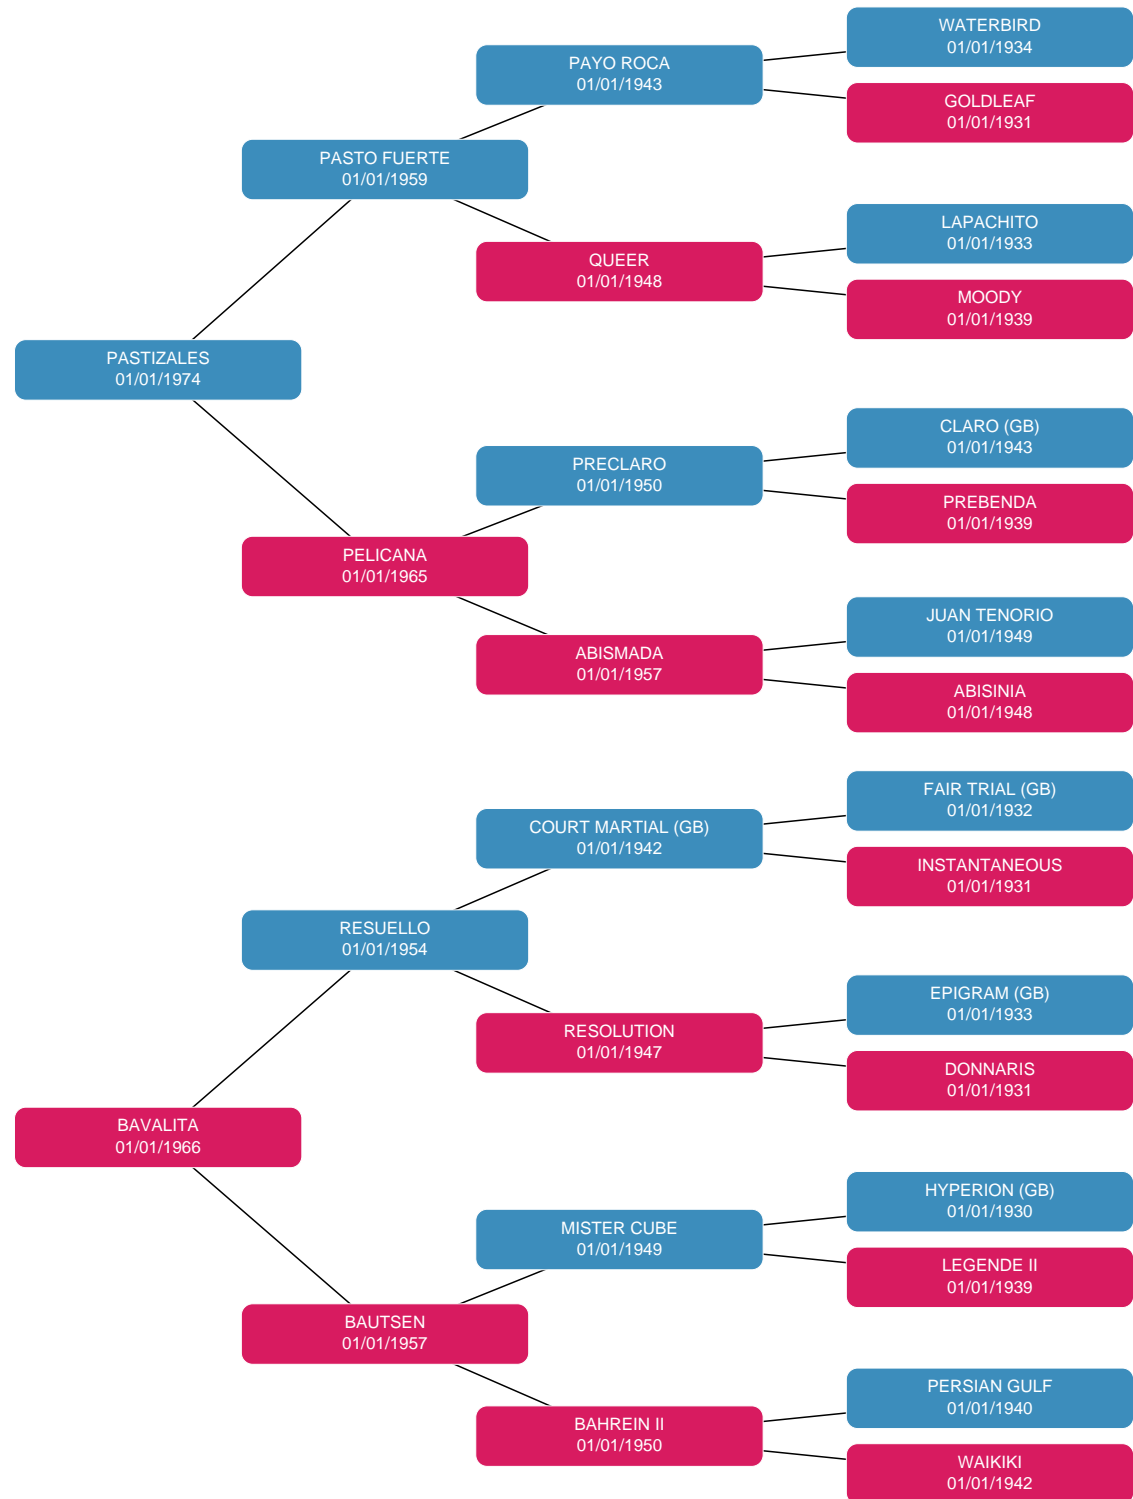 WATERBIRD
01/01/1934
PAYO ROCA
01/01/1943
GOLDLEAF
01/01/1931
PASTO FUERTE
01/01/1959
LAPACHITO
01/01/1933
QUEER
01/01/1948
MOODY
01/01/1939
PASTIZALES
01/01/1974
CLARO (GB)
01/01/1943
PRECLARO
01/01/1950
PREBENDA
01/01/1939
PELICANA
01/01/1965
JUAN TENORIO
01/01/1949
ABISMADA
01/01/1957
ABISINIA
01/01/1948
FAIR TRIAL (GB)
01/01/1932
COURT MARTIAL (GB)
01/01/1942
INSTANTANEOUS
01/01/1931
RESUELLO
01/01/1954
EPIGRAM (GB)
01/01/1933
RESOLUTION
01/01/1947
DONNARIS
01/01/1931
BAVALITA
01/01/1966
HYPERION (GB)
01/01/1930
MISTER CUBE
01/01/1949
LEGENDE II
01/01/1939
BAUTSEN
01/01/1957
PERSIAN GULF
01/01/1940
BAHREIN II
01/01/1950
WAIKIKI
01/01/1942